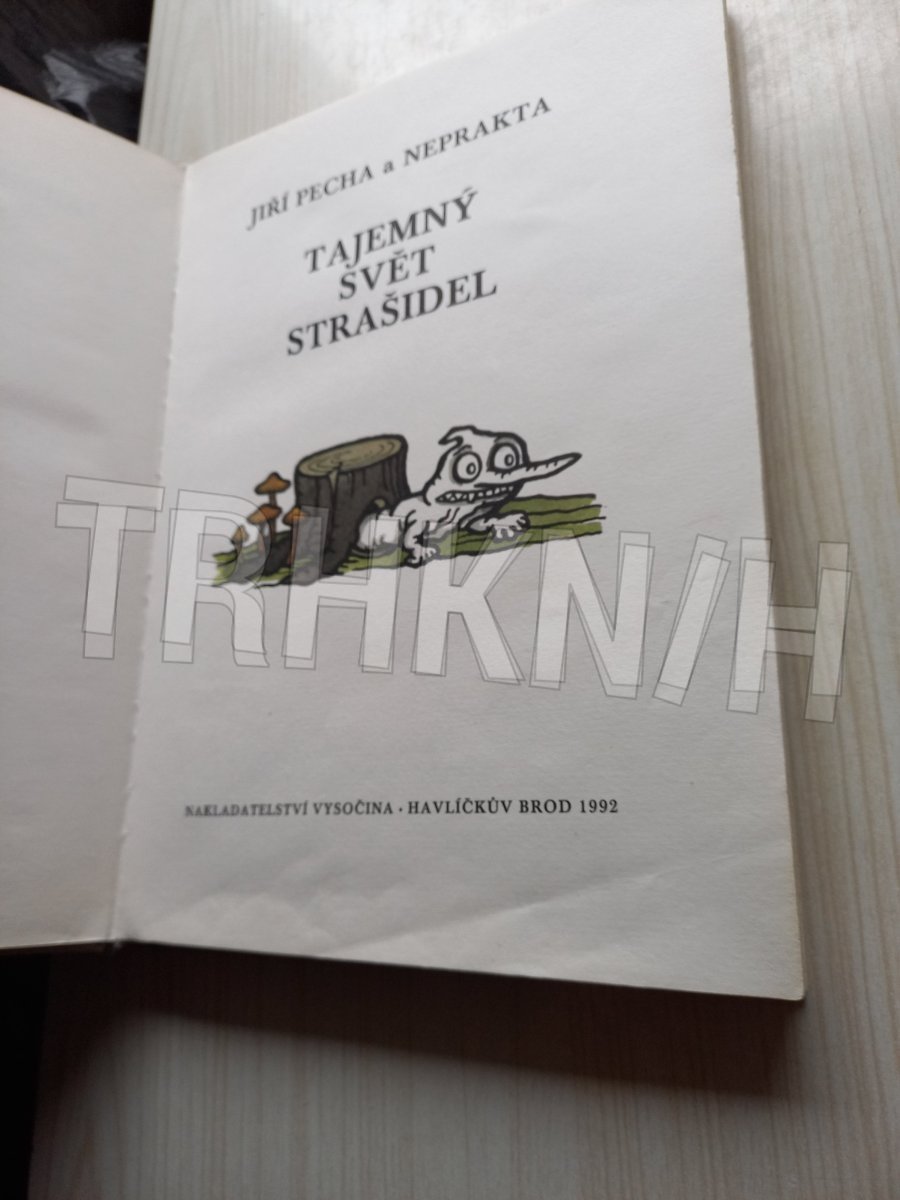 JIŘÍ PECHA a NEPRAKTA
TAJEMNÝ
SVĚT
STRAŠIDEL
TRHKNIH
NAKLADATELSTVÍ VYSOČINA · HAVLÍČKŮV BROD 1992